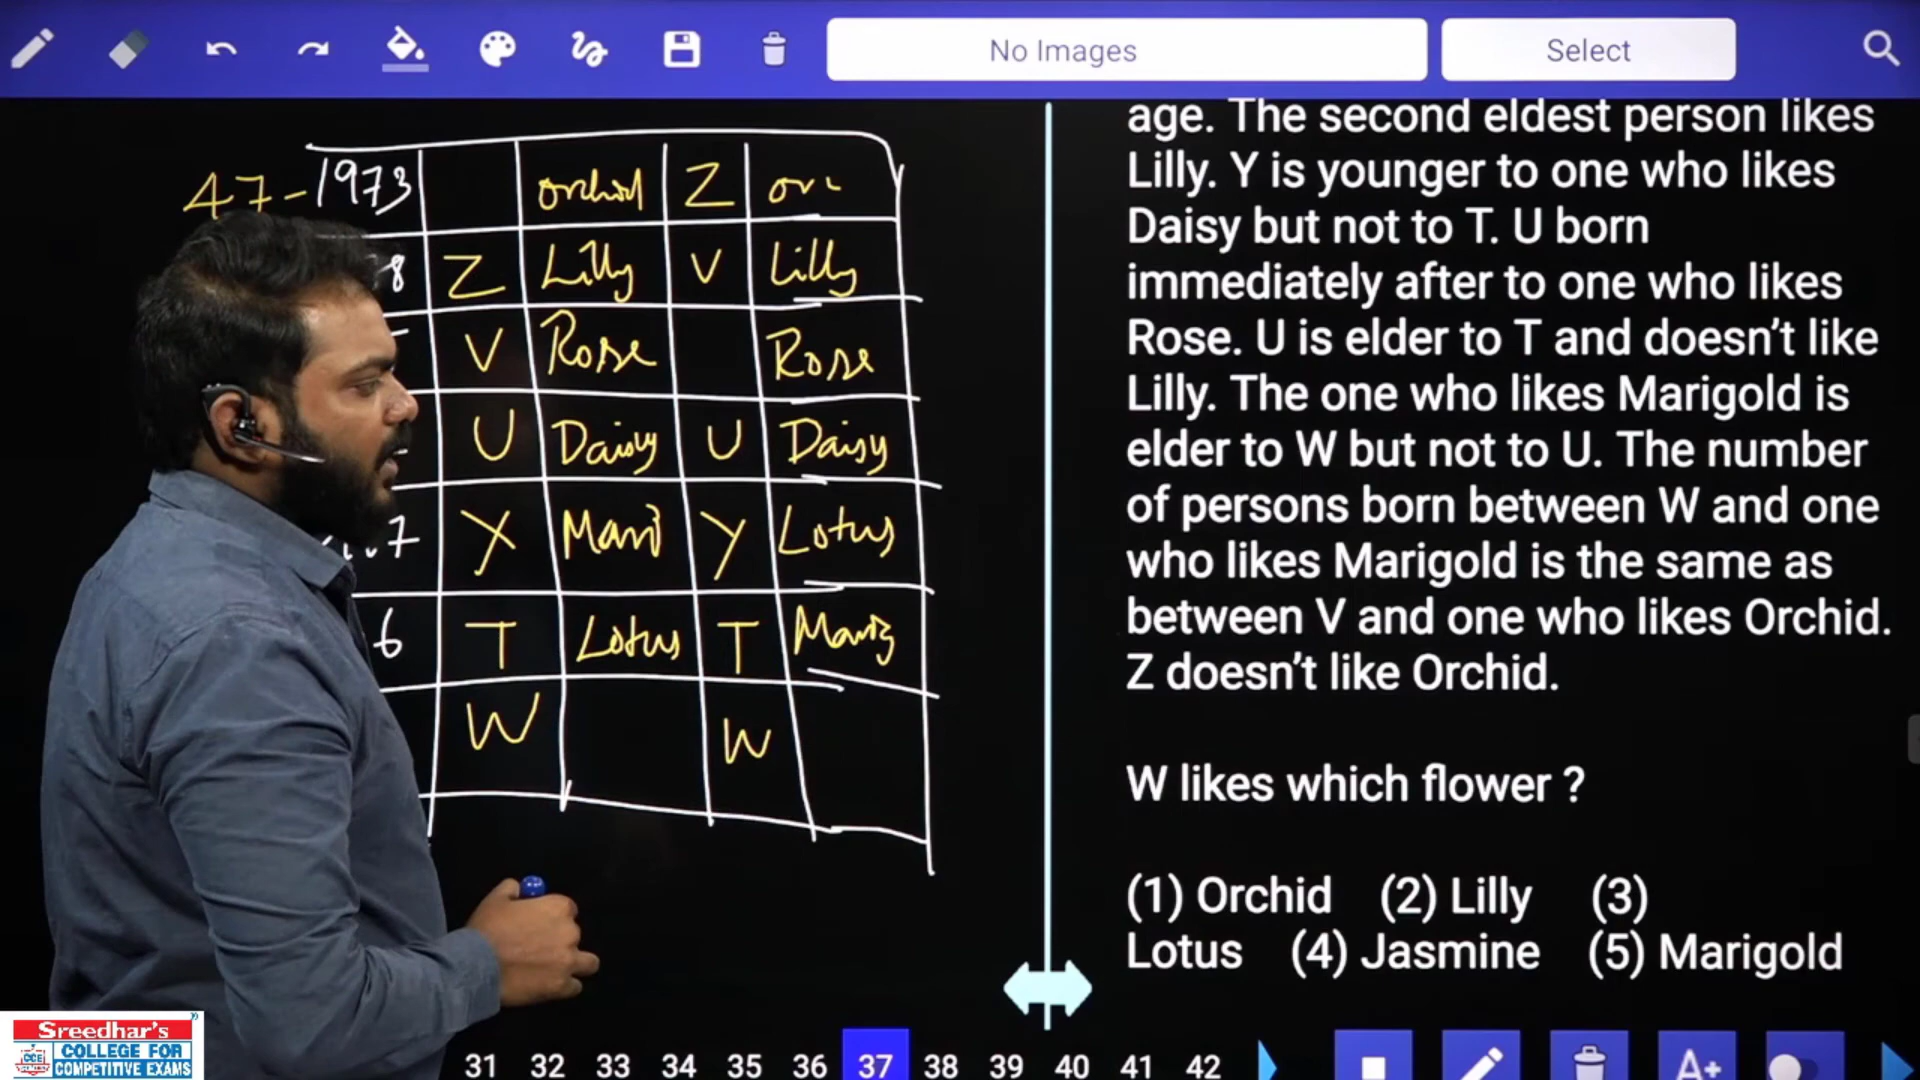 No Images
Select
47-1973 orchid Z
8 Z Lilly V Lilly
V Rose Rose
U Daisy U Daisy
7 X Mari Y Lotus
6 T Lotus T
W W
age. The second eldest person likes
Lilly. Y is younger to one who likes
Daisy but not to T. U born
immediately after to one who likes
Rose. U is elder to T and doesn’t like
Lilly. The one who likes Marigold is
elder to W but not to U. The number
of persons born between W and one
who likes Marigold is the same as
between V and one who likes Orchid.
Z doesn’t like Orchid.
W likes which flower ?
(1) Orchid (2) Lilly (3)
Lotus (4) Jasmine (5) Marigold
Sreedhar's
CCE
COLLEGE FOR
COMPETITIVE EXAMS
31 32 33 34 35 36 37 38 39 40 41 42
A+